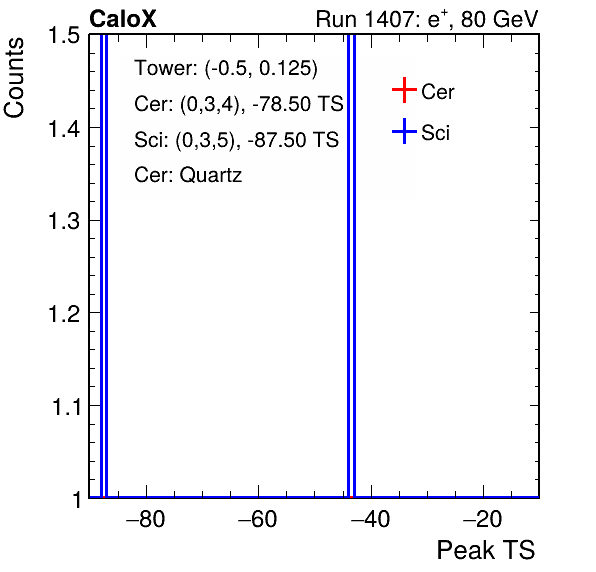 CaloX Run 1407: e⁺, 80 GeV
Counts
1.5
1.4
1.3
1.2
1.1
1
Tower: (-0.5, 0.125)
Cer: (0,3,4), -78.50 TS
Sci: (0,3,5), -87.50 TS
Cer: Quartz
Cer
Sci
−80 −60 −40 −20
Peak TS